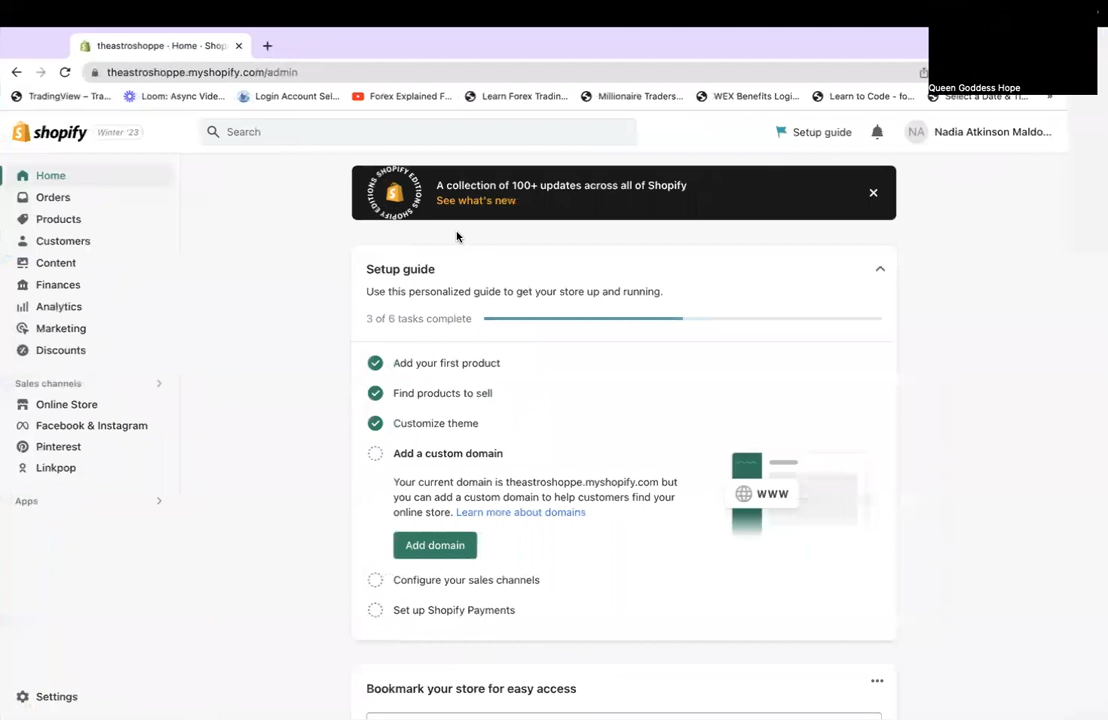 theastroshoppe · Home · Shop
Queen Goddess Hope
theastroshoppe.myshopify.com/admin
TradingView – Tra...
Loom: Async Vide...
Login Account Sel...
Forex Explained F...
Learn Forex Tradin...
Millionaire Traders...
WEX Benefits Logi...
Learn to Code - fo...
Select a Date & Ti...
»
shopify
Winter '23
Search
Setup guide
NA
Nadia Atkinson Maldo...
Home
Orders
Products
Customers
Content
Finances
Analytics
Marketing
Discounts
Sales channels
Online Store
Facebook & Instagram
Pinterest
Linkpop
Apps
Settings
SHOPIFY EDITIONS SHOPIFY EDITIONS
A collection of 100+ updates across all of Shopify
See what's new
Setup guide
Use this personalized guide to get your store up and running.
3 of 6 tasks complete
Add your first product
Find products to sell
Customize theme
Add a custom domain
Your current domain is theastroshoppe.myshopify.com but
you can add a custom domain to help customers find your
online store. Learn more about domains
Add domain
WWW
Configure your sales channels
Set up Shopify Payments
Bookmark your store for easy access